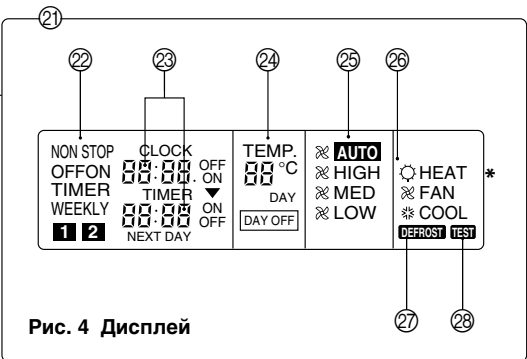 ㉑
㉒ ㉓ ㉔ ㉕ ㉖
NON STOP CLOCK TEMP. AUTO
OFFON 88:88. OFF ON 88 °C HIGH HEAT *
TIMER TIMER ▼ DAY MED FAN
WEEKLY 88:88 ON OFF DAY OFF LOW COOL
1 2 NEXT DAY DEFROST TEST
Рис. 4 Дисплей ㉗ ㉘